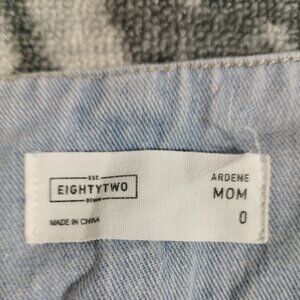 EST.
EIGHTYTWO
DENIM
MADE IN CHINA
ARDENE
MOM
0